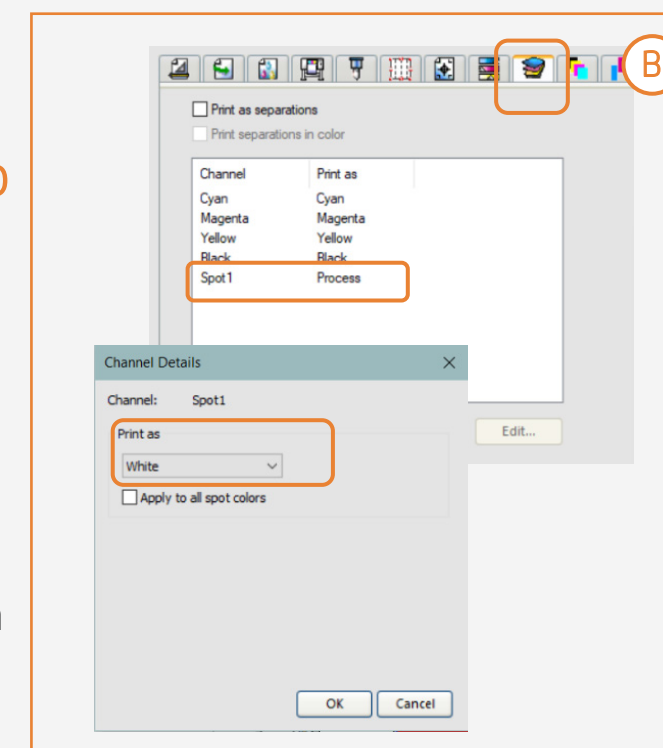 B
Print as separations
Print separations in color
Channel Print as
Cyan Cyan
Magenta Magenta
Yellow Yellow
Black Black
Spot1 Process
Edit...
Channel Details
Channel: Spot1
Print as
White
Apply to all spot colors
OK Cancel